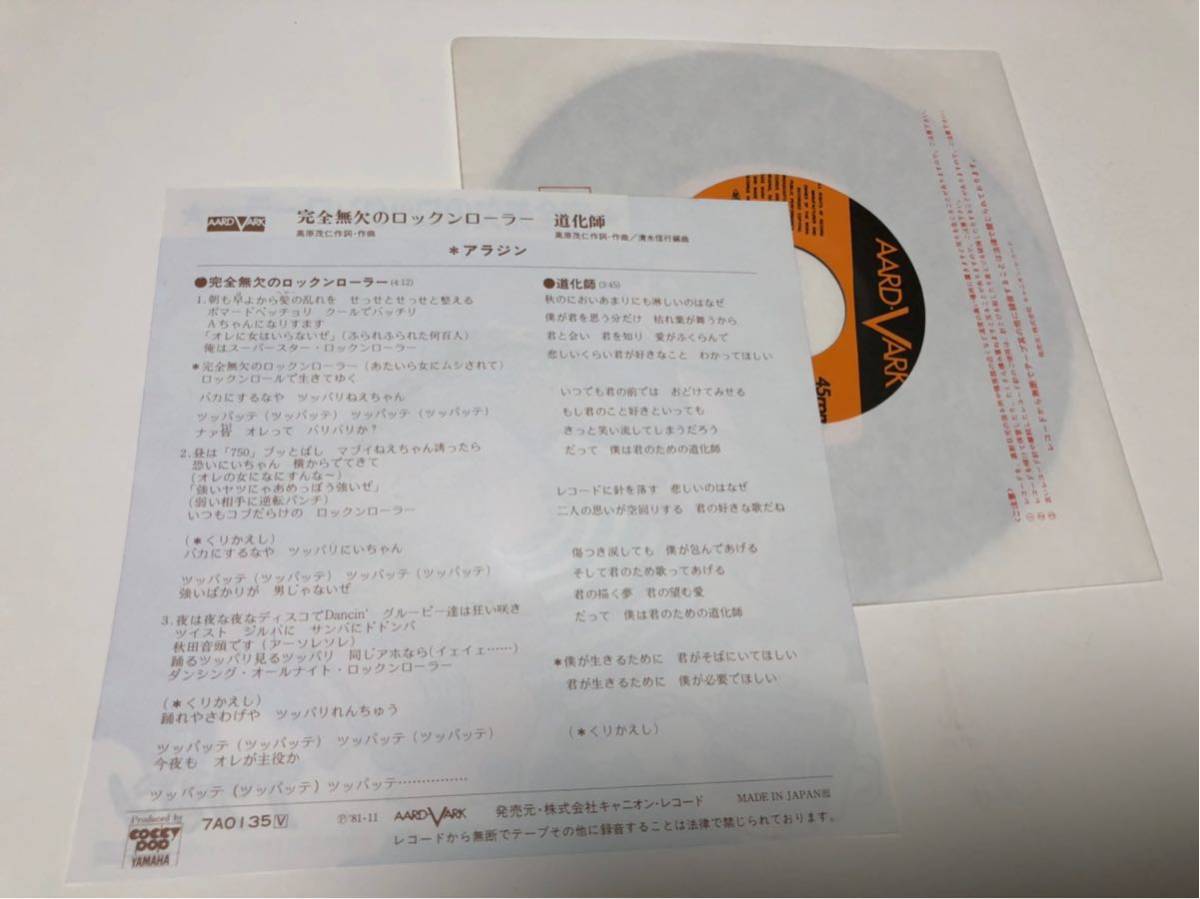 AARDVARK
完全無欠のロックンローラー 道化師
高原茂仁作詞・作曲
高原茂仁作詞・作曲／清水信行編曲
＊アラジン
●完全無欠のロックンローラー(4:12)
1.朝も早よから髪の乱れを せっせとせっせと整える
ポマードベッチョリ クールでバッチリ
Aちゃんになりすます
「オレに女はいらないぜ」(ふられふられた何百人)
俺はスーパースター・ロックンローラー
＊完全無欠のロックンローラー(あたいら女にムシされて)
ロックンロールで生きてゆく
バカにするなや ツッパリねえちゃん
ツッパッテ(ツッパッテ) ツッパッテ(ツッパッテ)
ナァ皆 オレって バリバリか?
2.昼は「750」ブッとばし マブイねえちゃん誘ったら
恐いにいちゃん 横からでてきて
(オレの女になにすんな〜)
「強いヤツにゃあめっぽう強いぜ」
(弱い相手に逆転パンチ)
いつもコブだらけの ロックンローラー
(＊くりかえし)
バカにするなや ツッパリにいちゃん
ツッパッテ(ツッパッテ) ツッパッテ(ツッパッテ)
強いばかりが 男じゃないぜ
3.夜は夜な夜なディスコでDancin' グルーピー達は狂い咲き
ツイスト ジルバに サンバにドドンパ
秋田音頭です(アーソレソレ)
踊るツッパリ見るツッパリ 同じアホなら(イェイェ……)
ダンシング・オールナイト・ロックンローラー
(＊くりかえし)
踊れやさわげや ツッパリれんちゅう
ツッパッテ(ツッパッテ) ツッパッテ(ツッパッテ)
今夜も オレが主役か
ツッパッテ(ツッパッテ)ツッパッテ……………
●道化師(3:45)
秋のにおいあまりにも淋しいのはなぜ
僕が君を思う分だけ 枯れ葉が舞うから
君と会い 君を知り 愛がふくらんで
悲しいくらい君が好きなこと わかってほしい
いつでも君の前では おどけてみせる
もし君のこと好きといっても
きっと笑い流してしまうだろう
だって 僕は君のための道化師
レコードに針を落す 悲しいのはなぜ
二人の思いが空回りする 君の好きな歌だね
傷つき涙しても 僕が包んであげる
そして君のため歌ってあげる
君の描く夢 君の望む愛
だって 僕は君のための道化師
＊僕が生きるために 君がそばにいてほしい
君が生きるために 僕が必要でほしい
(＊くりかえし)
Produced by
COCKY POP
YAMAHA
7A0135 V
Ⓟ'81-11 AARDVARK 発売元・株式会社キャニオン・レコード MADE IN JAPAN
レコードから無断でテープその他に録音することは法律で禁じられております。
AARD・VARK
45rpm
《ご注意》
レコードから無断でテープその他に録音することは法律で禁じられております。